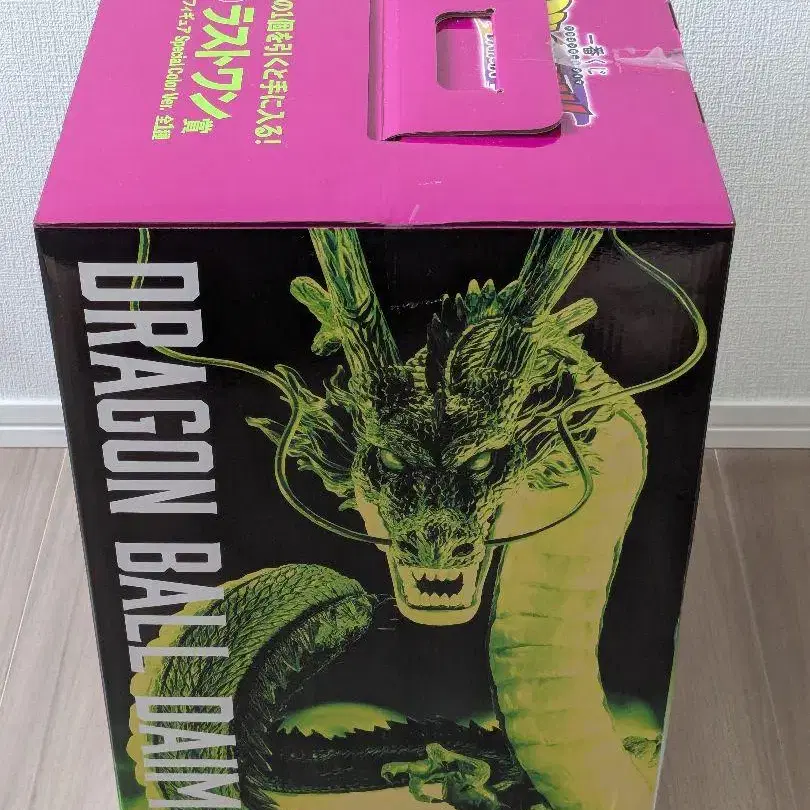 の1個を引くと手に入る!
ラストワン賞
フィギュア Special Color Ver. 全1種
一番くじ
DRAGON BALL DAIM